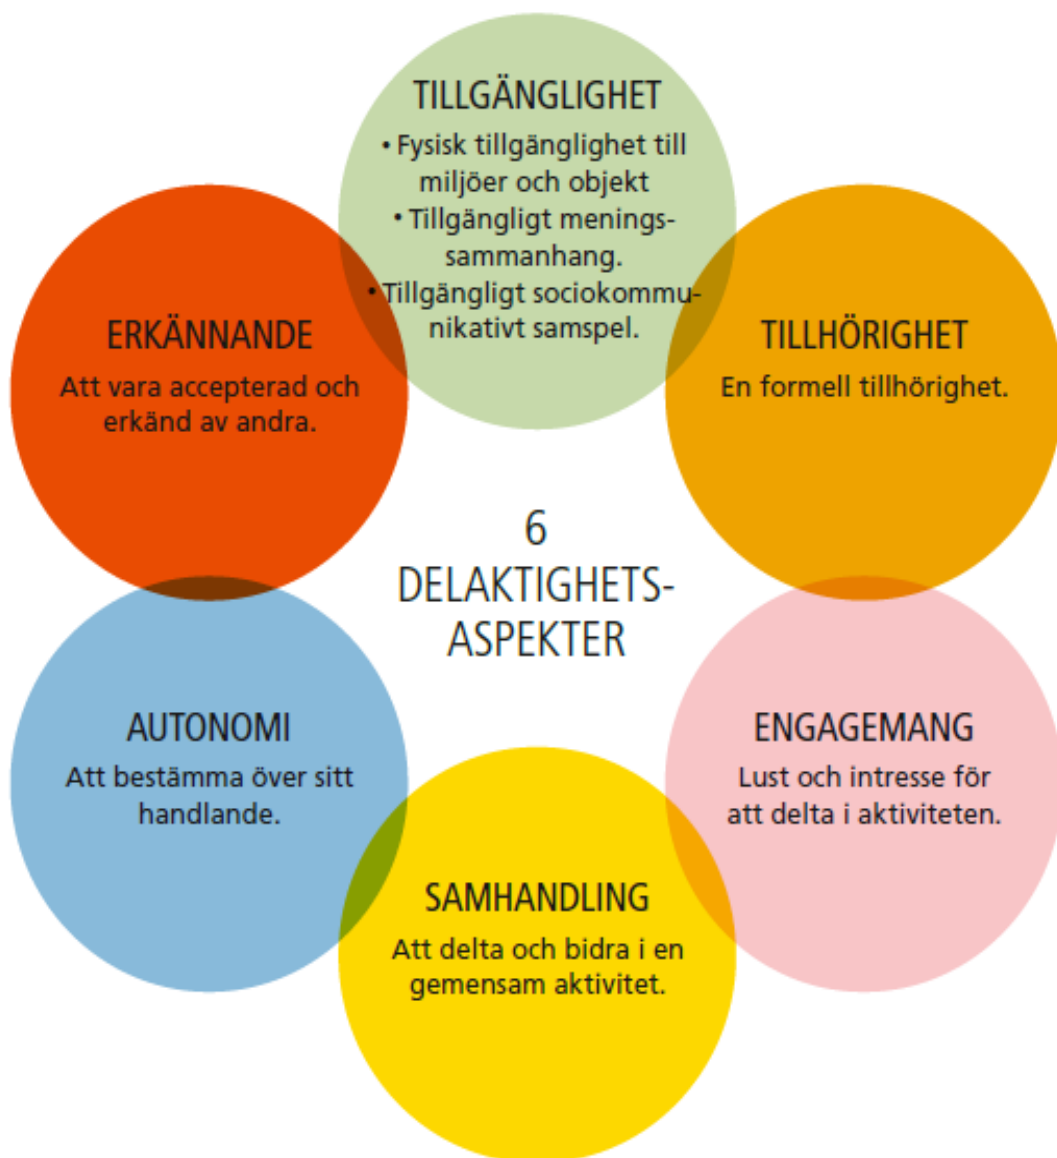 TILLGÄNGLIGHET
• Fysisk tillgänglighet till
miljöer och objekt
• Tillgängligt menings-
sammanhang.
• Tillgängligt sociokommu-
nikativt samspel.
ERKÄNNANDE
Att vara accepterad och
erkänd av andra.
TILLHÖRIGHET
En formell tillhörighet.
6
DELAKTIGHETS-
ASPEKTER
AUTONOMI
Att bestämma över sitt
handlande.
ENGAGEMANG
Lust och intresse för
att delta i aktiviteten.
SAMHANDLING
Att delta och bidra i en
gemensam aktivitet.